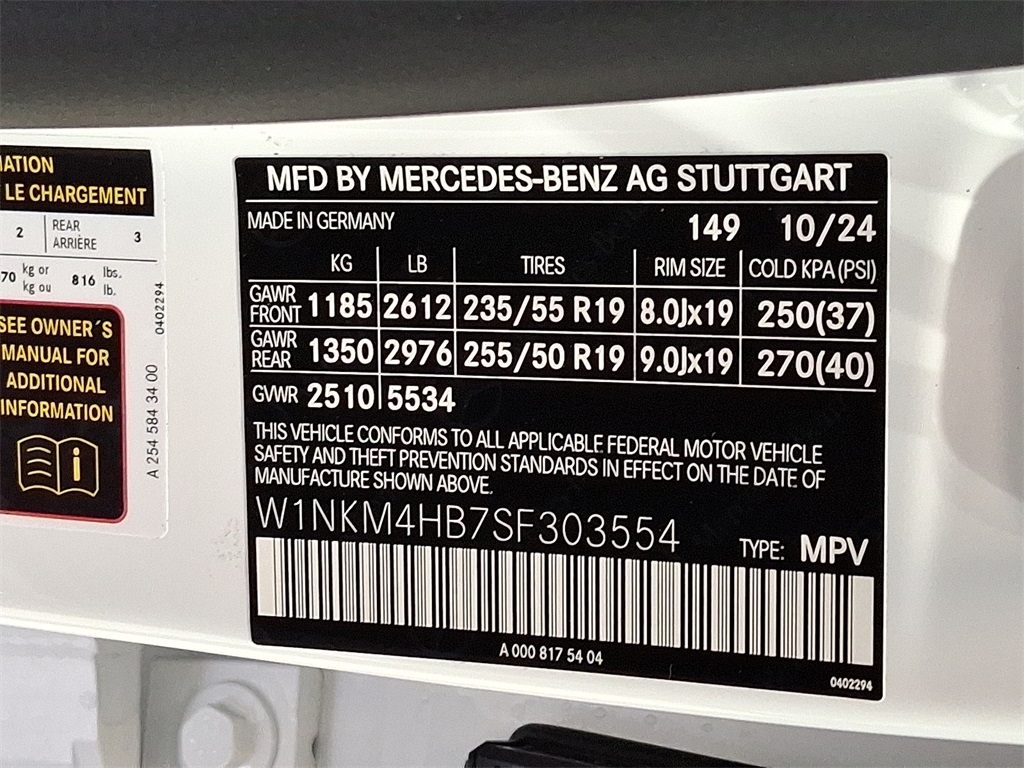 MATION
LE CHARGEMENT
2 REAR ARRIÈRE 3
70 kg or kg ou 816 lbs. lb.
SEE OWNER´S
MANUAL FOR
ADDITIONAL
INFORMATION
0402294
A 254 584 34 00
MFD BY MERCEDES-BENZ AG STUTTGART
MADE IN GERMANY 149 10/24
KG LB TIRES RIM SIZE COLD KPA(PSI)
GAWR FRONT 1185 2612 235/55 R19 8.0Jx19 250(37)
GAWR REAR 1350 2976 255/50 R19 9.0Jx19 270(40)
GVWR 2510 5534
THIS VEHICLE CONFORMS TO ALL APPLICABLE FEDERAL MOTOR VEHICLE
SAFETY AND THEFT PREVENTION STANDARDS IN EFFECT ON THE DATE OF
MANUFACTURE SHOWN ABOVE.
W1NKM4HB7SF303554
TYPE: MPV
A 000 817 54 04
0402294